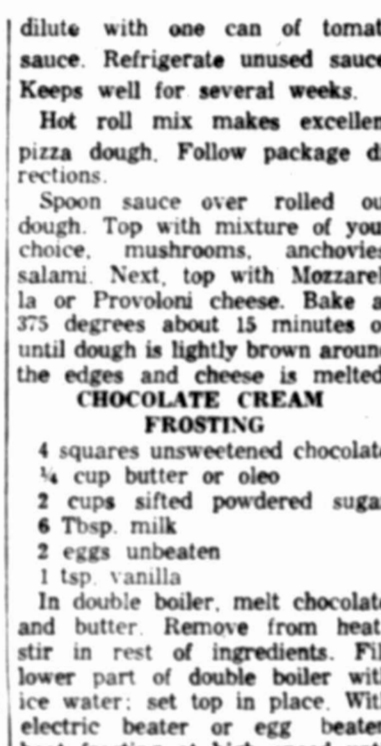 dilute with one can of tomat
sauce. Refrigerate unused sauce
Keeps well for several weeks.
Hot roll mix makes excellen
pizza dough. Follow package di
rections.
Spoon sauce over rolled ou
dough. Top with mixture of you
choice, mushrooms, anchovies
salami. Next, top with Mozzarel
la or Provoloni cheese. Bake a
375 degrees about 15 minutes o
until dough is lightly brown aroun
the edges and cheese is melted
CHOCOLATE CREAM
FROSTING
4 squares unsweetened chocolate
¼ cup butter or oleo
2 cups sifted powdered suga
6 Tbsp. milk
2 eggs unbeaten
1 tsp. vanilla
In double boiler, melt chocolate
and butter. Remove from heat
stir in rest of ingredients. Fil
lower part of double boiler with
ice water; set top in place. Wit
electric beater or egg beater